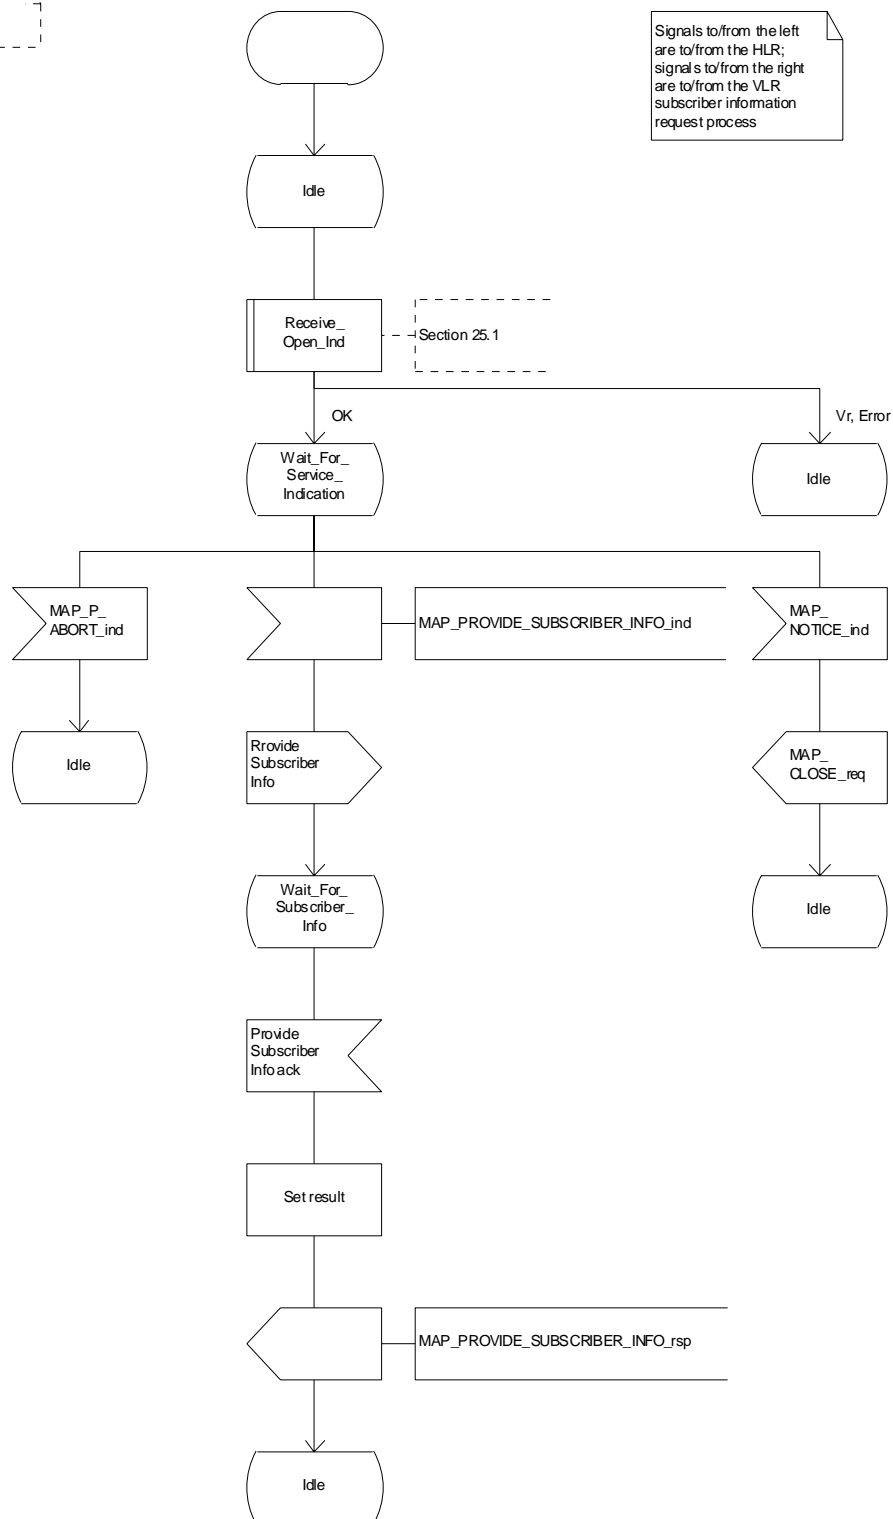 Signals to/from the left
are to/from the HLR;
signals to/from the right
are to/from the VLR
subscriber information
request process
Idle
Receive_
Open_Ind
Section 25.1
OK
Vr, Error
Wait_For_
Service_
Indication
Idle
MAP_P_
ABORT_ind
MAP_PROVIDE_SUBSCRIBER_INFO_ind
MAP_
NOTICE_ind
Idle
Rrovide
Subscriber
Info
MAP_
CLOSE_req
Wait_For_
Subscriber_
Info
Idle
Provide
Subscriber
Info ack
Set result
MAP_PROVIDE_SUBSCRIBER_INFO_rsp
Idle